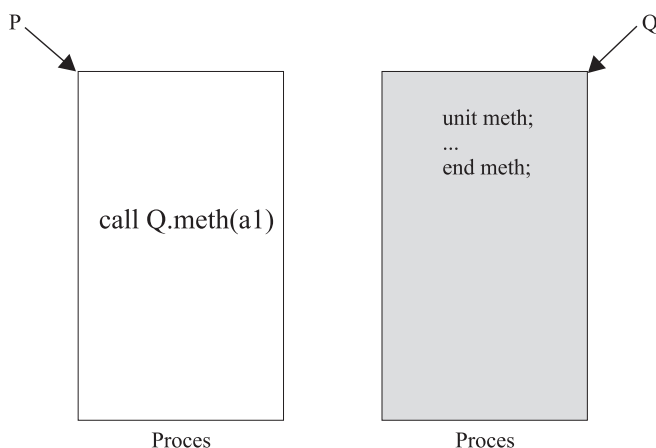 P
Q
call Q.meth(a1)
unit meth;
...
end meth;
Proces
Proces